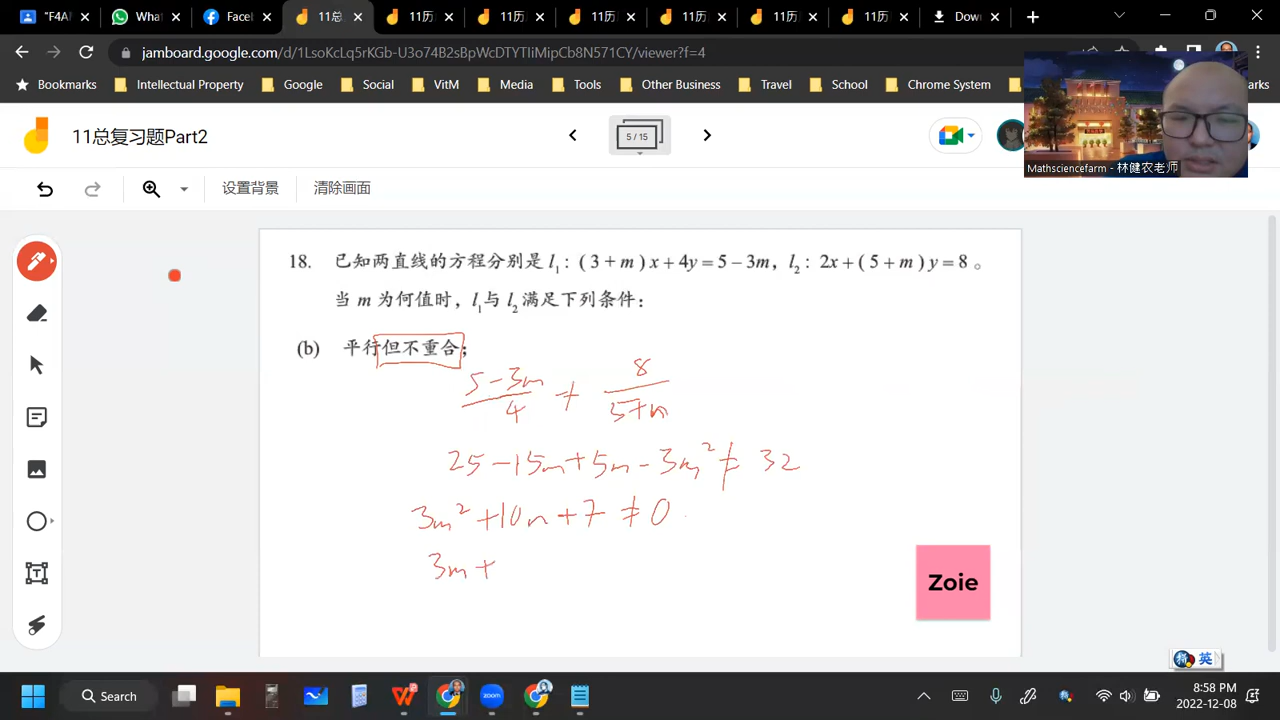 "F4A
What
Facel
11总
11历
11历
11历
11历
11历
11历
Dow
jamboard.google.com/d/1LsoKcLq5rKGb-U3o74B2sBpWcDTYTIiMipCb8N571CY/viewer?f=4
Bookmarks
Intellectual Property
Google
Social
VitM
Media
Tools
Other Business
Travel
School
Chrome System
arks
11总复习题Part2
5 / 15
Mathsciencefarm - 林健农老师
设置背景
清除画面
18. 已知两直线的方程分别是 l₁ : ( 3 + m ) x + 4y = 5 – 3m, l₂ : 2x + ( 5 + m ) y = 8 。
当 m 为何值时, l₁与 l₂ 满足下列条件:
(b) 平行但不重合;
(5-3m)/4 ≠ 8/(5+m)
25-15m+5m-3m² ≠ 32
3m²+10m+7 ≠ 0
3m+
Zoie
英
Search
8:58 PM
2022-12-08